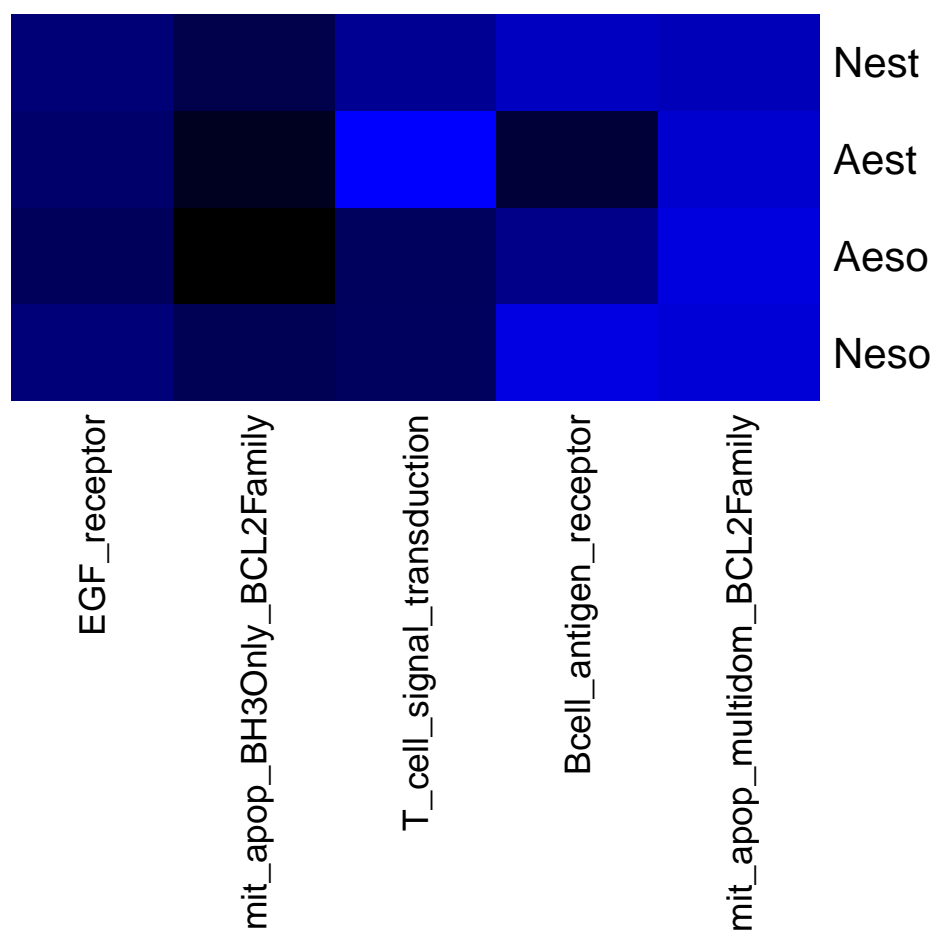 Nest
Aest
Aeso
Neso
EGF_receptor
mit_apop_BH3Only_BCL2Family
T_cell_signal_transduction
Bcell_antigen_receptor
mit_apop_multidom_BCL2Family